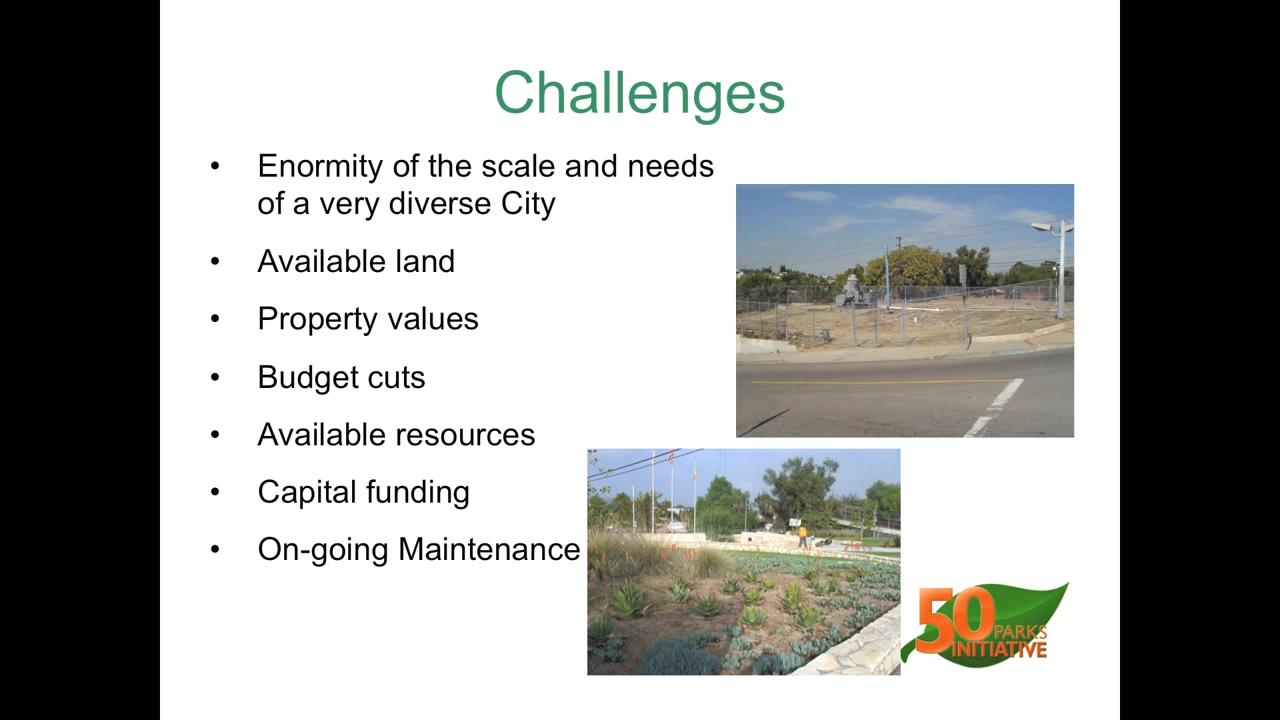 Challenges
• Enormity of the scale and needs
of a very diverse City
• Available land
• Property values
• Budget cuts
• Available resources
• Capital funding
• On-going Maintenance
50 PARKS
INITIATIVE